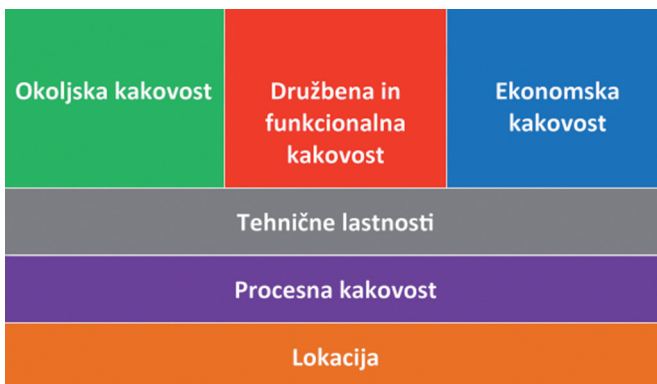 Okoljska kakovost
Družbena in
funkcionalna
kakovost
Ekonomska
kakovost
Tehnične lastnosti
Procesna kakovost
Lokacija